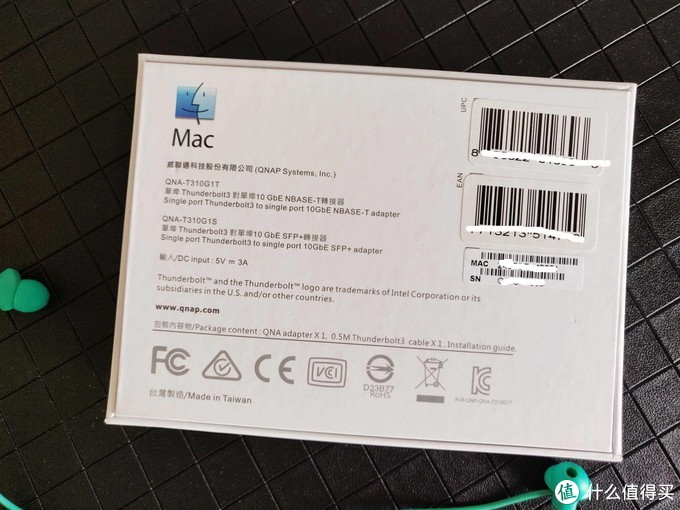 Mac
威聯通科技股份有限公司 (QNAP Systems, Inc.)
QNA-T310G1T
單埠 Thunderbolt3 對單埠10 GbE NBASE-T轉接器
Single port Thunderbolt3 to single port 10GbE NBASE-T adapter
QNA-T310G1S
單埠 Thunderbolt3 對單埠10 GbE SFP+轉接器
Single port Thunderbolt3 to single port 10GbE SFP+ adapter
輸入/DC input : 5V ⎓ 3A
Thunderbolt™ and the Thunderbolt™ logo are trademarks of Intel Corporation or its
subsidiaries in the U.S. and/or other countries.
www.qnap.com
包裝內容物/Package content : QNA adapter X 1, 0.5M Thunderbolt3 cable X 1, Installation guide.
FC CE VCI
D33B77
RoHS
台灣製造/Made in Taiwan
UPC
EAN
MAC
SN
值 什么值得买